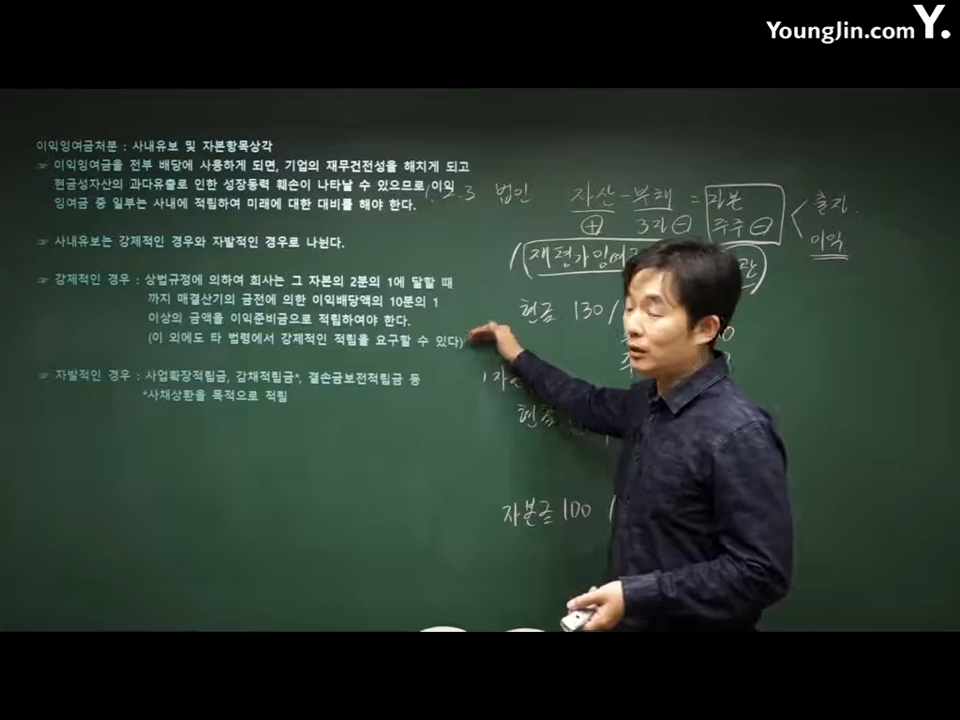 YoungJin.com Y.
이익잉여금처분 : 사내유보 및 자본항목상각
☞ 이익잉여금을 전부 배당에 사용하게 되면, 기업의 재무건전성을 해치게 되고
현금성자산의 과다유출로 인한 성장동력 훼손이 나타날 수 있으므로 이익
잉여금 중 일부는 사내에 적립하여 미래에 대한 대비를 해야 한다.
☞ 사내유보는 강제적인 경우와 자발적인 경우로 나뉜다.
☞ 강제적인 경우 : 상법규정에 의하여 회사는 그 자본의 2분의 1에 달할 때
까지 매결산기의 금전에 의한 이익배당액의 10분의 1
이상의 금액을 이익준비금으로 적립하여야 한다.
(이 외에도 타 법령에서 강제적인 적립을 요구할 수 있다)
☞ 자발적인 경우 : 사업확장적립금, 감채적립금*, 결손금보전적립금 등
*사채상환을 목적으로 적립
1. 2. 3 법인 자산 - 부채 = 자본 출자.
⊕ 3자 ⊖ 주주 ⊖ 이익
(재평가잉여
현금 130 /
현금
자본금 100 /